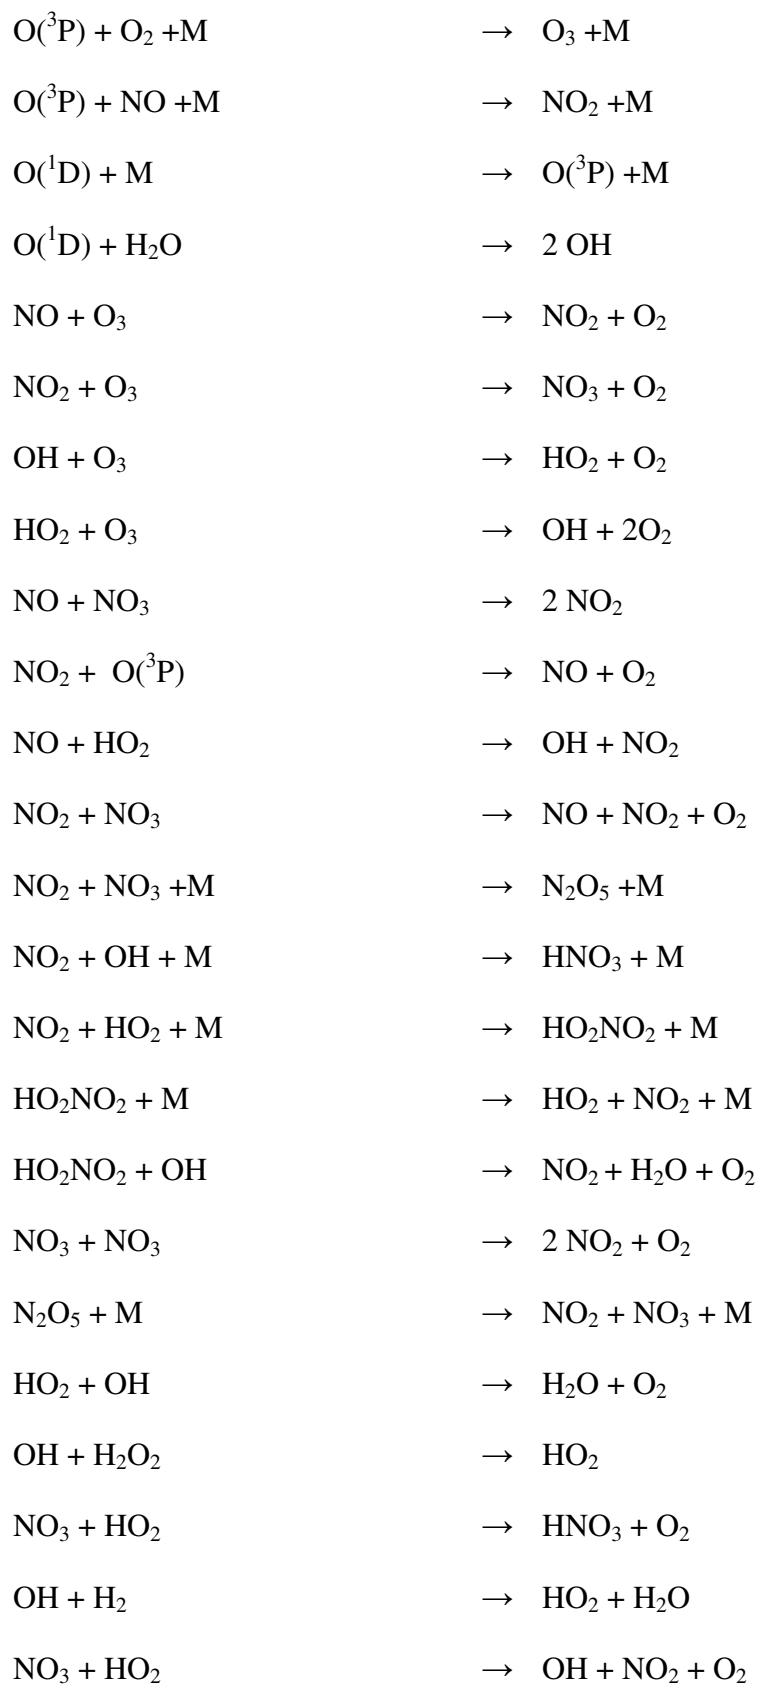 O(³P) + O₂ +M → O₃ +M
O(³P) + NO +M → NO₂ +M
O(¹D) + M → O(³P) +M
O(¹D) + H₂O → 2 OH
NO + O₃ → NO₂ + O₂
NO₂ + O₃ → NO₃ + O₂
OH + O₃ → HO₂ + O₂
HO₂ + O₃ → OH + 2O₂
NO + NO₃ → 2 NO₂
NO₂ + O(³P) → NO + O₂
NO + HO₂ → OH + NO₂
NO₂ + NO₃ → NO + NO₂ + O₂
NO₂ + NO₃ +M → N₂O₅ +M
NO₂ + OH + M → HNO₃ + M
NO₂ + HO₂ + M → HO₂NO₂ + M
HO₂NO₂ + M → HO₂ + NO₂ + M
HO₂NO₂ + OH → NO₂ + H₂O + O₂
NO₃ + NO₃ → 2 NO₂ + O₂
N₂O₅ + M → NO₂ + NO₃ + M
HO₂ + OH → H₂O + O₂
OH + H₂O₂ → HO₂
NO₃ + HO₂ → HNO₃ + O₂
OH + H₂ → HO₂ + H₂O
NO₃ + HO₂ → OH + NO₂ + O₂